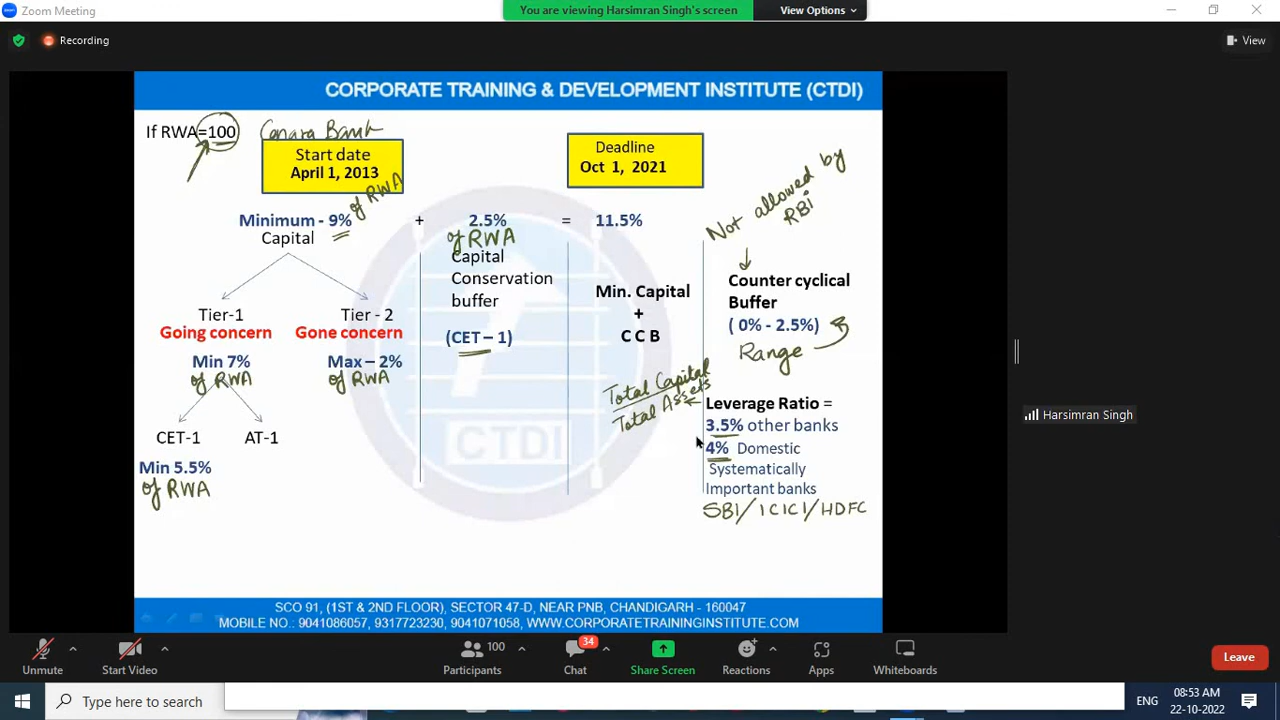 Zoom Meeting
You are viewing Harsimran Singh's screen
View Options
Recording
View
CORPORATE TRAINING & DEVELOPMENT INSTITUTE (CTDI)
If RWA=100 Canara Bank
Start date
April 1, 2013
Deadline
Oct 1, 2021
Not allowed by
RBI
Minimum - 9% of RWA + 2.5% = 11.5%
Capital
of RWA
Capital
Conservation
buffer
(CET – 1)
Min. Capital
+
C C B
Counter cyclical
Buffer
( 0% - 2.5%)
Range
Tier-1
Going concern
Min 7%
of RWA
Tier - 2
Gone concern
Max – 2%
of RWA
CET-1 AT-1
Min 5.5%
of RWA
Total Capital
Total Assets
Leverage Ratio =
3.5% other banks
4% Domestic
Systematically
Important banks
SBI/ICICI/HDFC
CTDI
Harsimran Singh
SCO 91, (1ST & 2ND FLOOR), SECTOR 47-D, NEAR PNB, CHANDIGARH - 160047
MOBILE NO.: 9041086057, 9317723230, 9041071058, WWW.CORPORATETRAININGINSTITUTE.COM
Unmute
Start Video
Participants 100
Chat 34
Share Screen
Reactions
Apps
Whiteboards
Leave
Type here to search
ENG
08:53 AM
22-10-2022